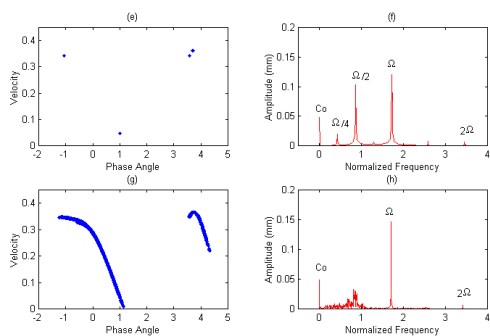 (e)
Velocity
0.4
0.3
0.2
0.1
0
-2 -1 0 1 2 3 4 5
Phase Angle
(f)
Amplitude (mm)
0.2
0.15
0.1
0.05
0
Co
Ω/4
Ω/2
Ω
2Ω
0 1 2 3 4
Normalized Frequency
(g)
Velocity
0.4
0.3
0.2
0.1
0
-2 -1 0 1 2 3 4 5
Phase Angle
(h)
Amplitude (mm)
0.2
0.15
0.1
0.05
0
Co
Ω
2Ω
0 1 2 3 4
Normalized Frequency